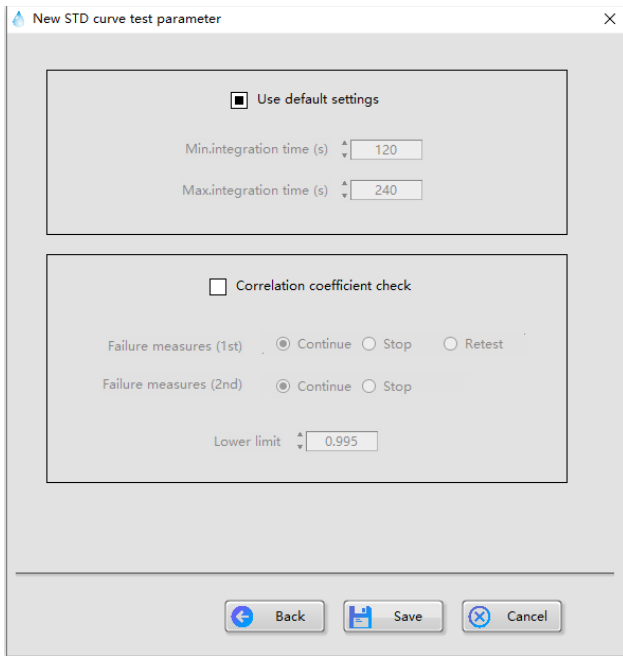 New STD curve test parameter
Use default settings
Min.integration time (s) 120
Max.integration time (s) 240
Correlation coefficient check
Failure measures (1st) Continue Stop Retest
Failure measures (2nd) Continue Stop
Lower limit 0.995
Back Save Cancel